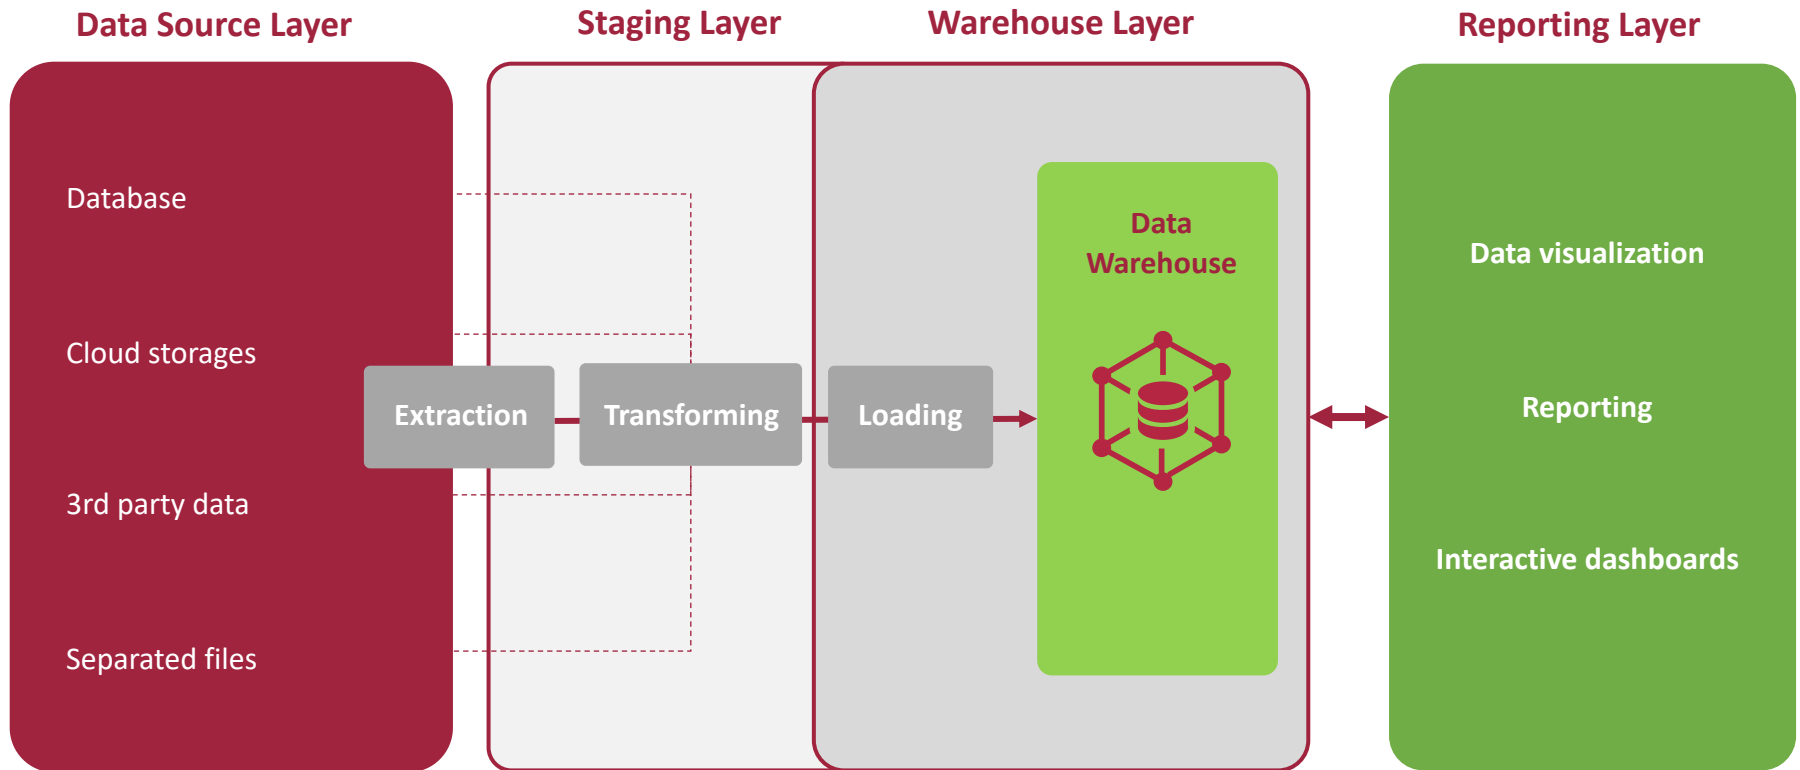 Data Source Layer
Staging Layer
Warehouse Layer
Reporting Layer
Database
Cloud storages
3rd party data
Separated files
Extraction
Transforming
Loading
Data
Warehouse
Data visualization
Reporting
Interactive dashboards